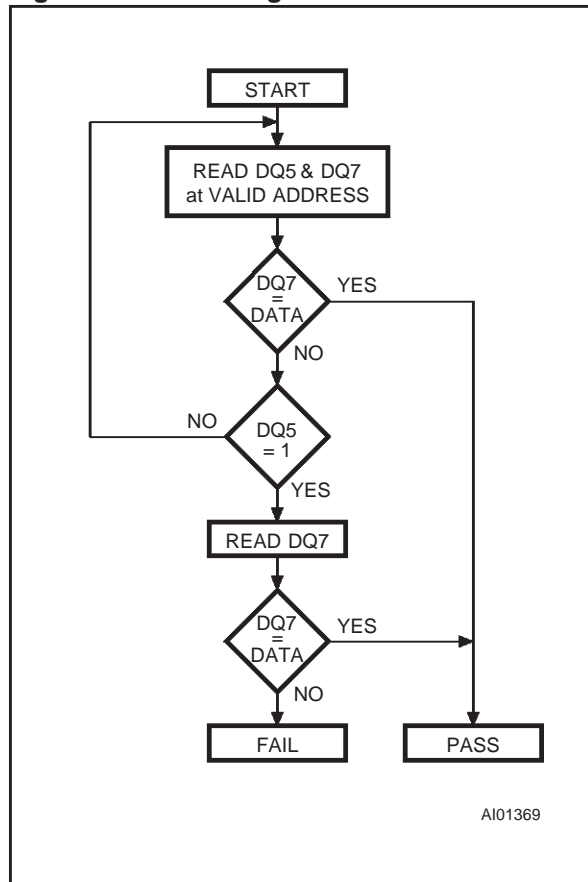 START
READ DQ5 & DQ7
at VALID ADDRESS
DQ7
=
DATA
YES
NO
NO
DQ5
= 1
YES
READ DQ7
DQ7
=
DATA
YES
NO
FAIL
PASS
AI01369